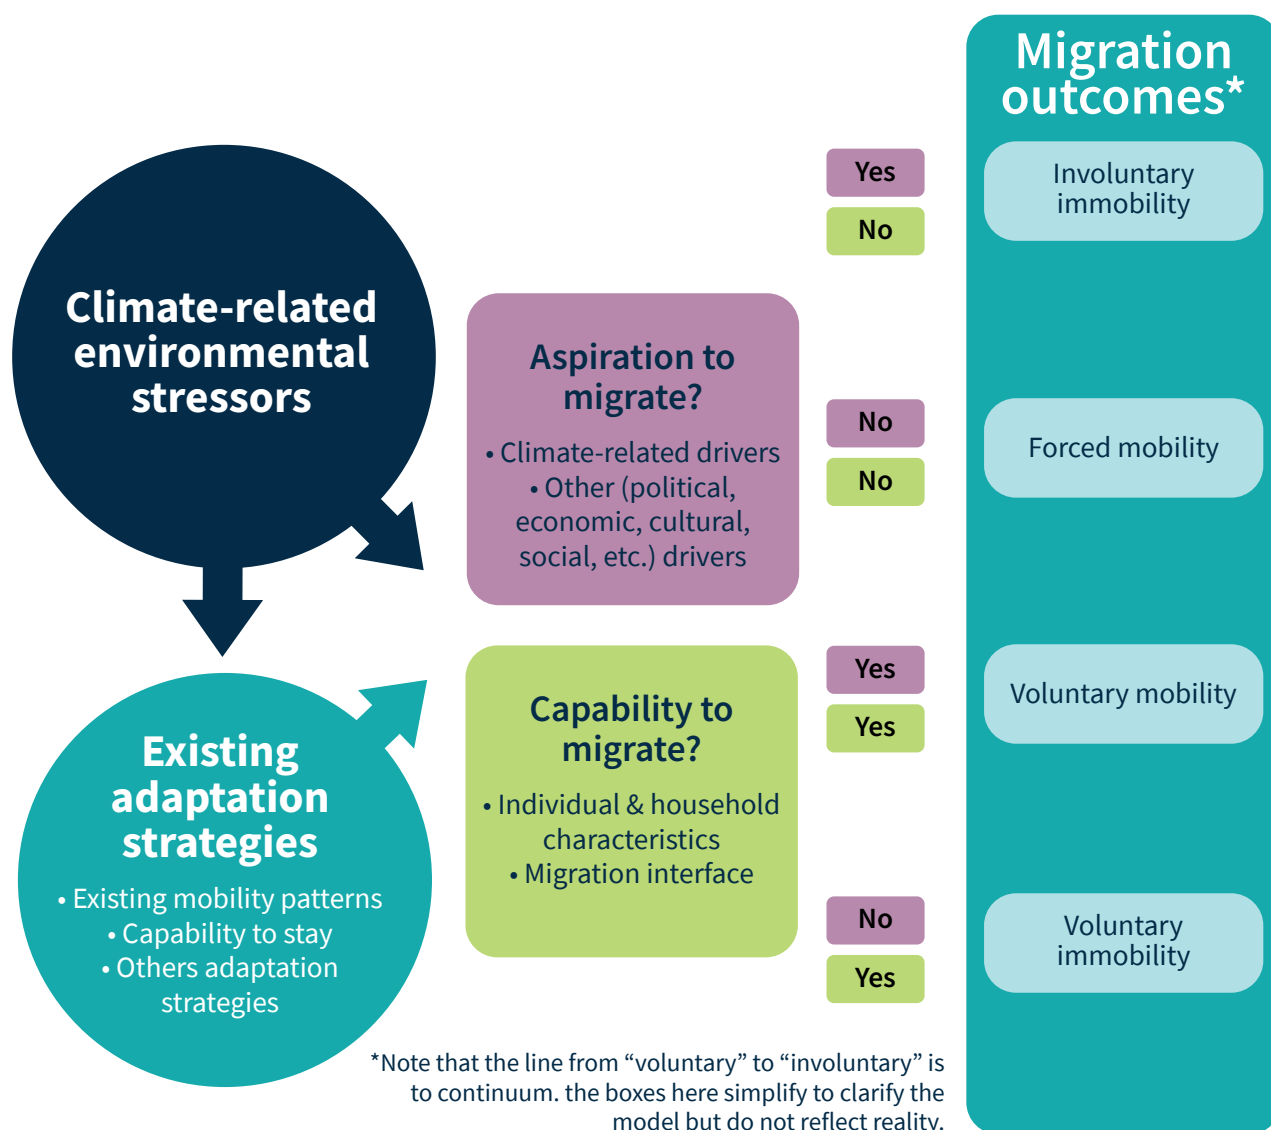 Migration
outcomes*
Yes
No
Involuntary
immobility
Climate-related
environmental
stressors
Aspiration to
migrate?
• Climate-related drivers
• Other (political,
economic, cultural,
social, etc.) drivers
No
No
Forced mobility
Existing
adaptation
strategies
• Existing mobility patterns
• Capability to stay
• Others adaptation
strategies
Capability to
migrate?
• Individual & household
characteristics
• Migration interface
Yes
Yes
Voluntary mobility
No
Yes
Voluntary
immobility
*Note that the line from “voluntary” to “involuntary” is
to continuum. the boxes here simplify to clarify the
model but do not reflect reality.